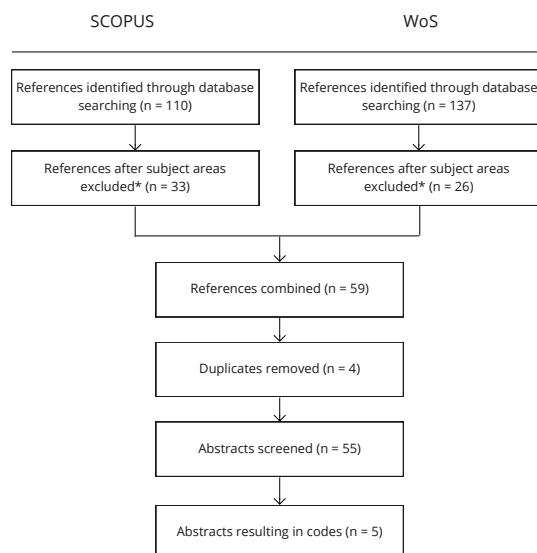 SCOPUS
WoS
References identified through database
searching (n = 110)
References identified through database
searching (n = 137)
References after subject areas
excluded* (n = 33)
References after subject areas
excluded* (n = 26)
References combined (n = 59)
Duplicates removed (n = 4)
Abstracts screened (n = 55)
Abstracts resulting in codes (n = 5)